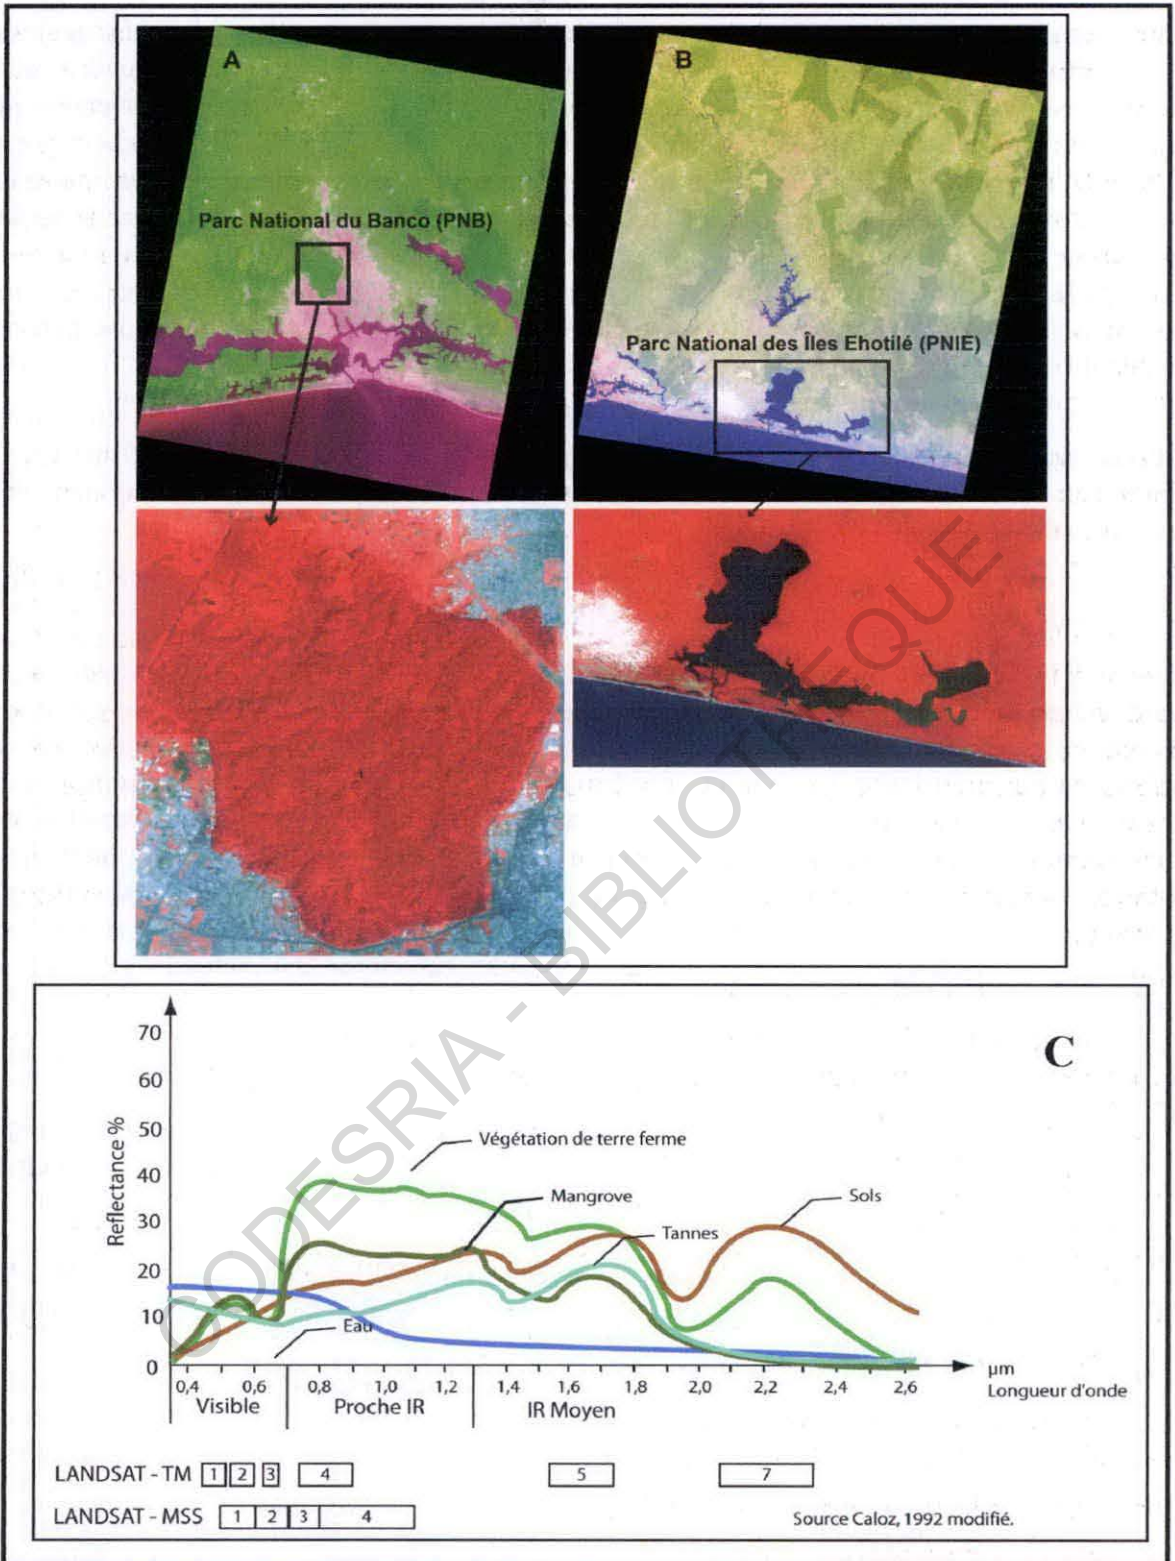 A
B
Parc National du Banco (PNB)
Parc National des Îles Ehotilé (PNIE)
C
Reflectance %
70
60
50
40
30
20
10
0
Végétation de terre ferme
Mangrove
Sols
Tannes
Eau
0,4 0,6 0,8 1,0 1,2 1,4 1,6 1,8 2,0 2,2 2,4 2,6
µm
Longueur d'onde
Visible Proche IR IR Moyen
LANDSAT - TM 1 2 3 4 5 7
LANDSAT - MSS 1 2 3 4
Source Caloz, 1992 modifié.
CODESRIA - BIBLIOTHEQUE